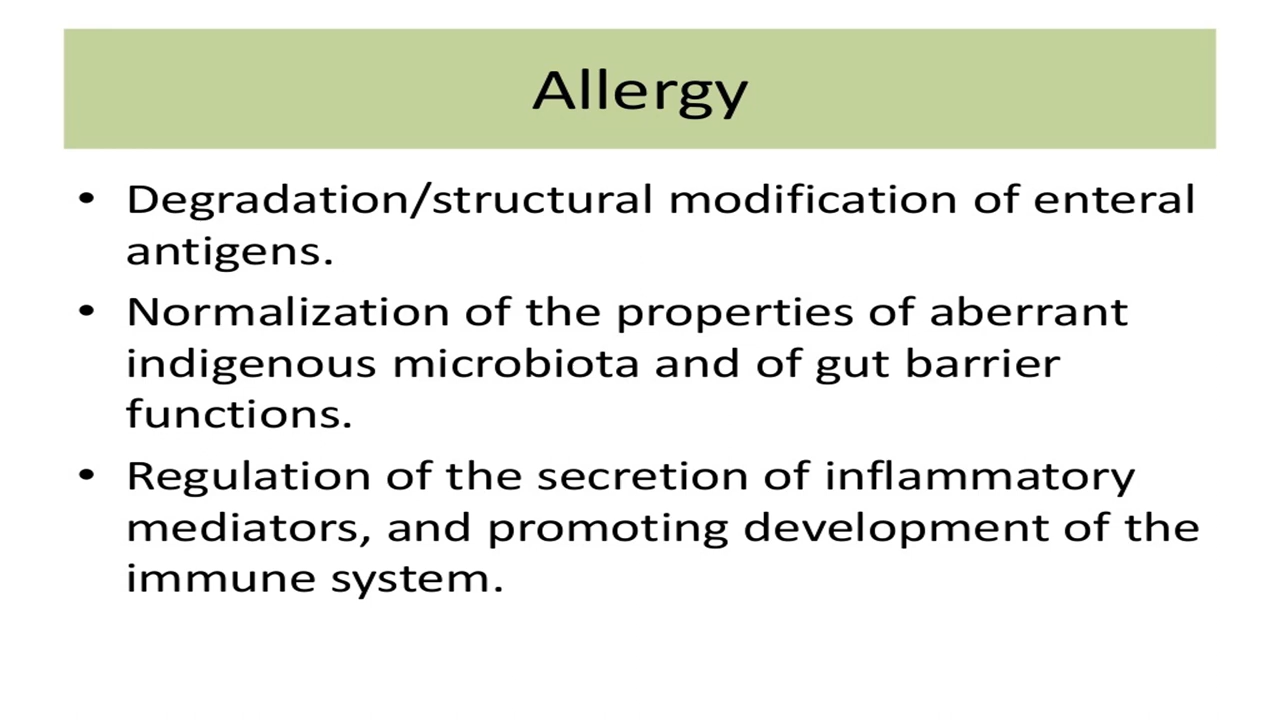 Allergy
• Degradation/structural modification of enteral
antigens.
• Normalization of the properties of aberrant
indigenous microbiota and of gut barrier
functions.
• Regulation of the secretion of inflammatory
mediators, and promoting development of the
immune system.